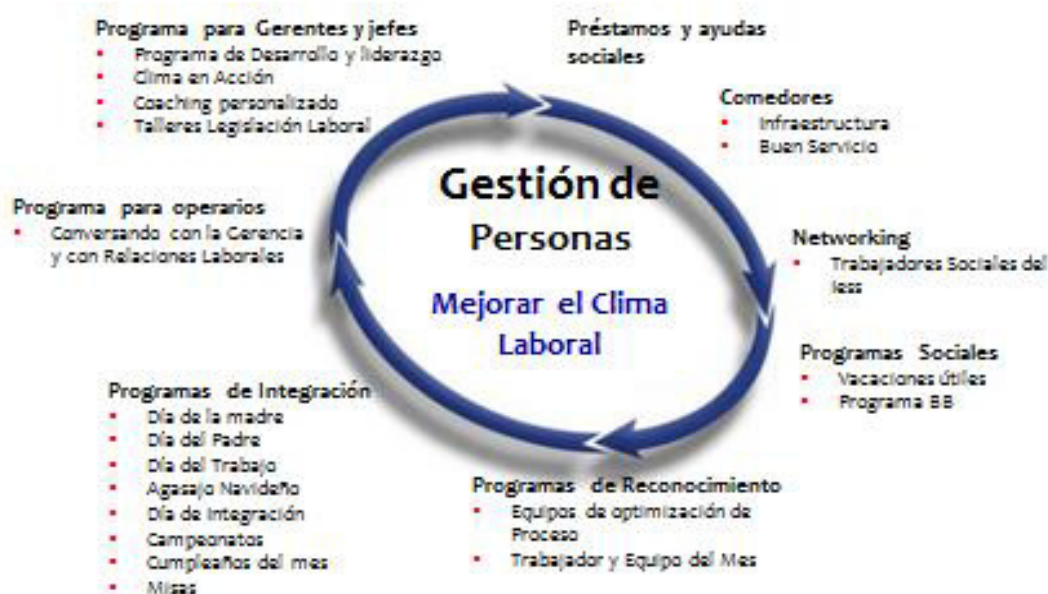 Programa para Gerentes y jefes
Programa de Desarrollo y liderazgo
Clima en Acción
Coaching personalizado
Talleres Legislación Laboral
Préstamos y ayudas
sociales
Comedores
Infraestructura
Buen Servicio
Gestión de
Personas
Mejorar el Clima
Laboral
Programa para operarios
Conversando con la Gerencia
y con Relaciones Laborales
Networking
Trabajadores Sociales del
Iess
Programas Sociales
Vacaciones útiles
Programa BB
Programas de Integración
Día de la madre
Día del Padre
Día del Trabajo
Agasajo Navideño
Día de Integración
Campeonatos
Cumpleaños del mes
Misas
Programas de Reconocimiento
Equipos de optimización de
Proceso
Trabajador y Equipo del Mes